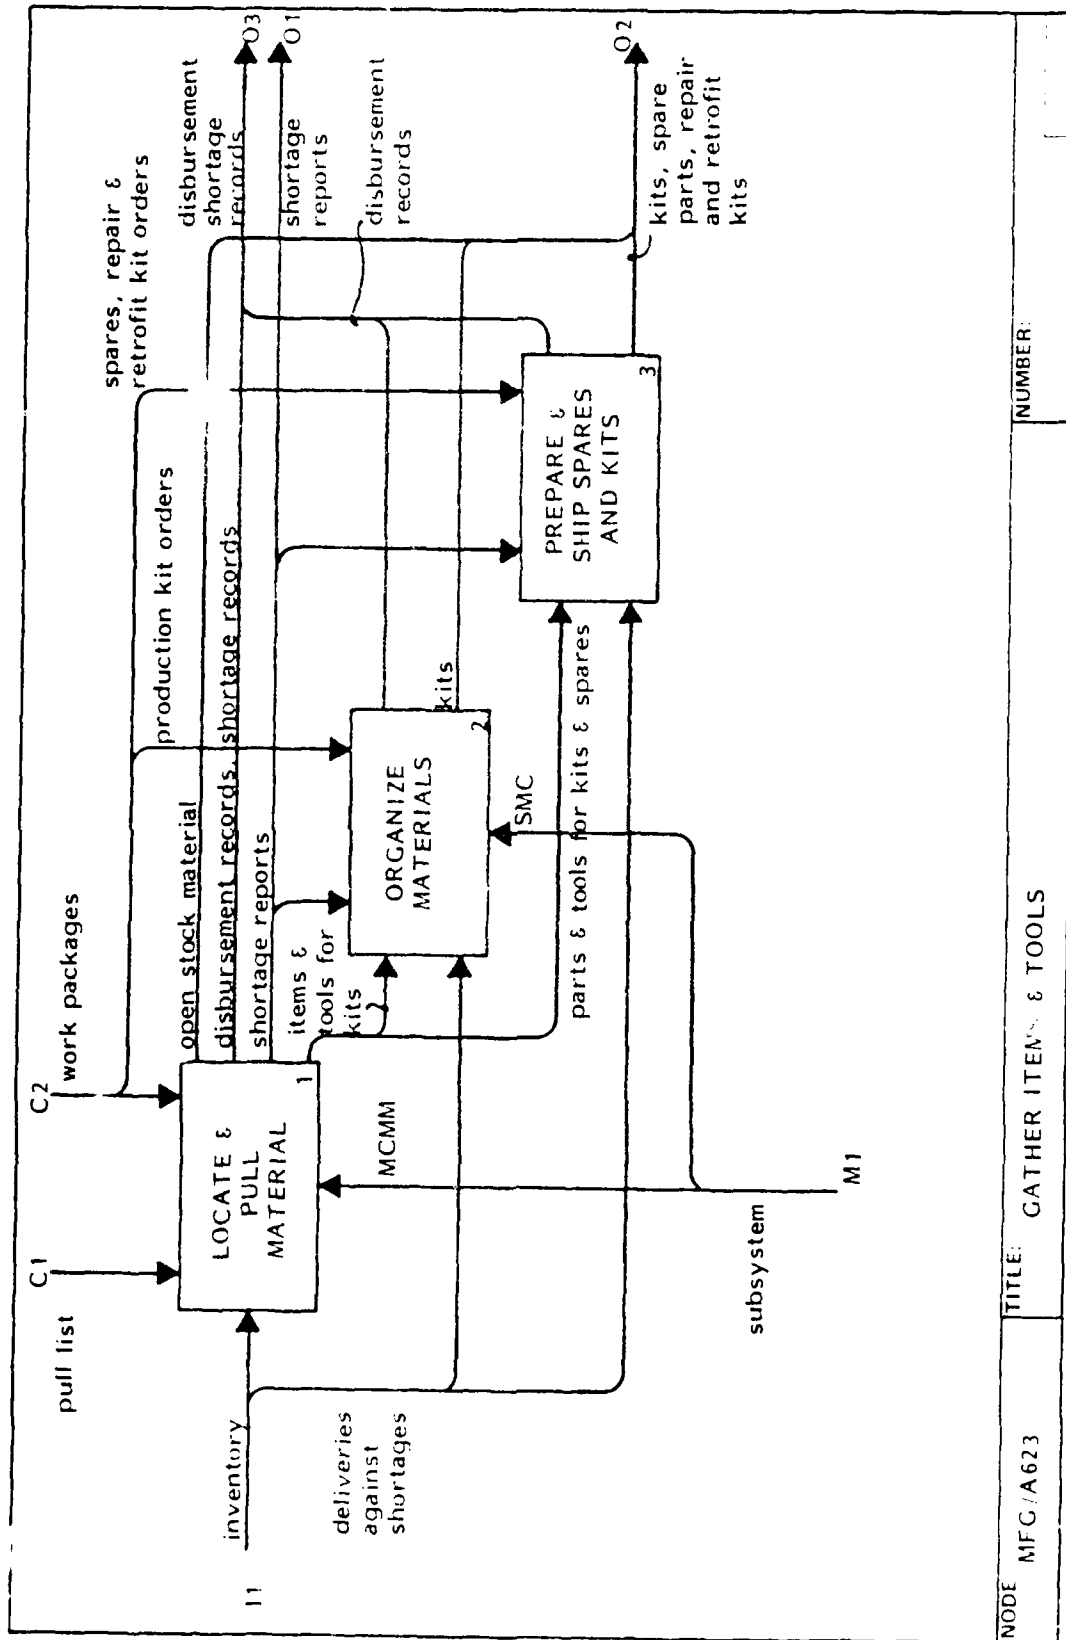 C1
pull list
C2
work packages
spares, repair &
retrofit kit orders
production kit orders
disbursement
shortage
records
O3
O1
shortage
reports
disbursement
records
O2
kits, spare
parts, repair
and retrofit
kits
open stock material
disbursement records, shortage records
shortage reports
items &
tools for
kits
I1
inventory
deliveries
against
shortages
LOCATE &
PULL
MATERIAL
1
MCMM
ORGANIZE
MATERIALS
2
kits
SMC
parts & tools for kits & spares
PREPARE &
SHIP SPARES
AND KITS
3
subsystem
M1
NODE
MFG/A623
TITLE:
GATHER ITEMS & TOOLS
NUMBER: